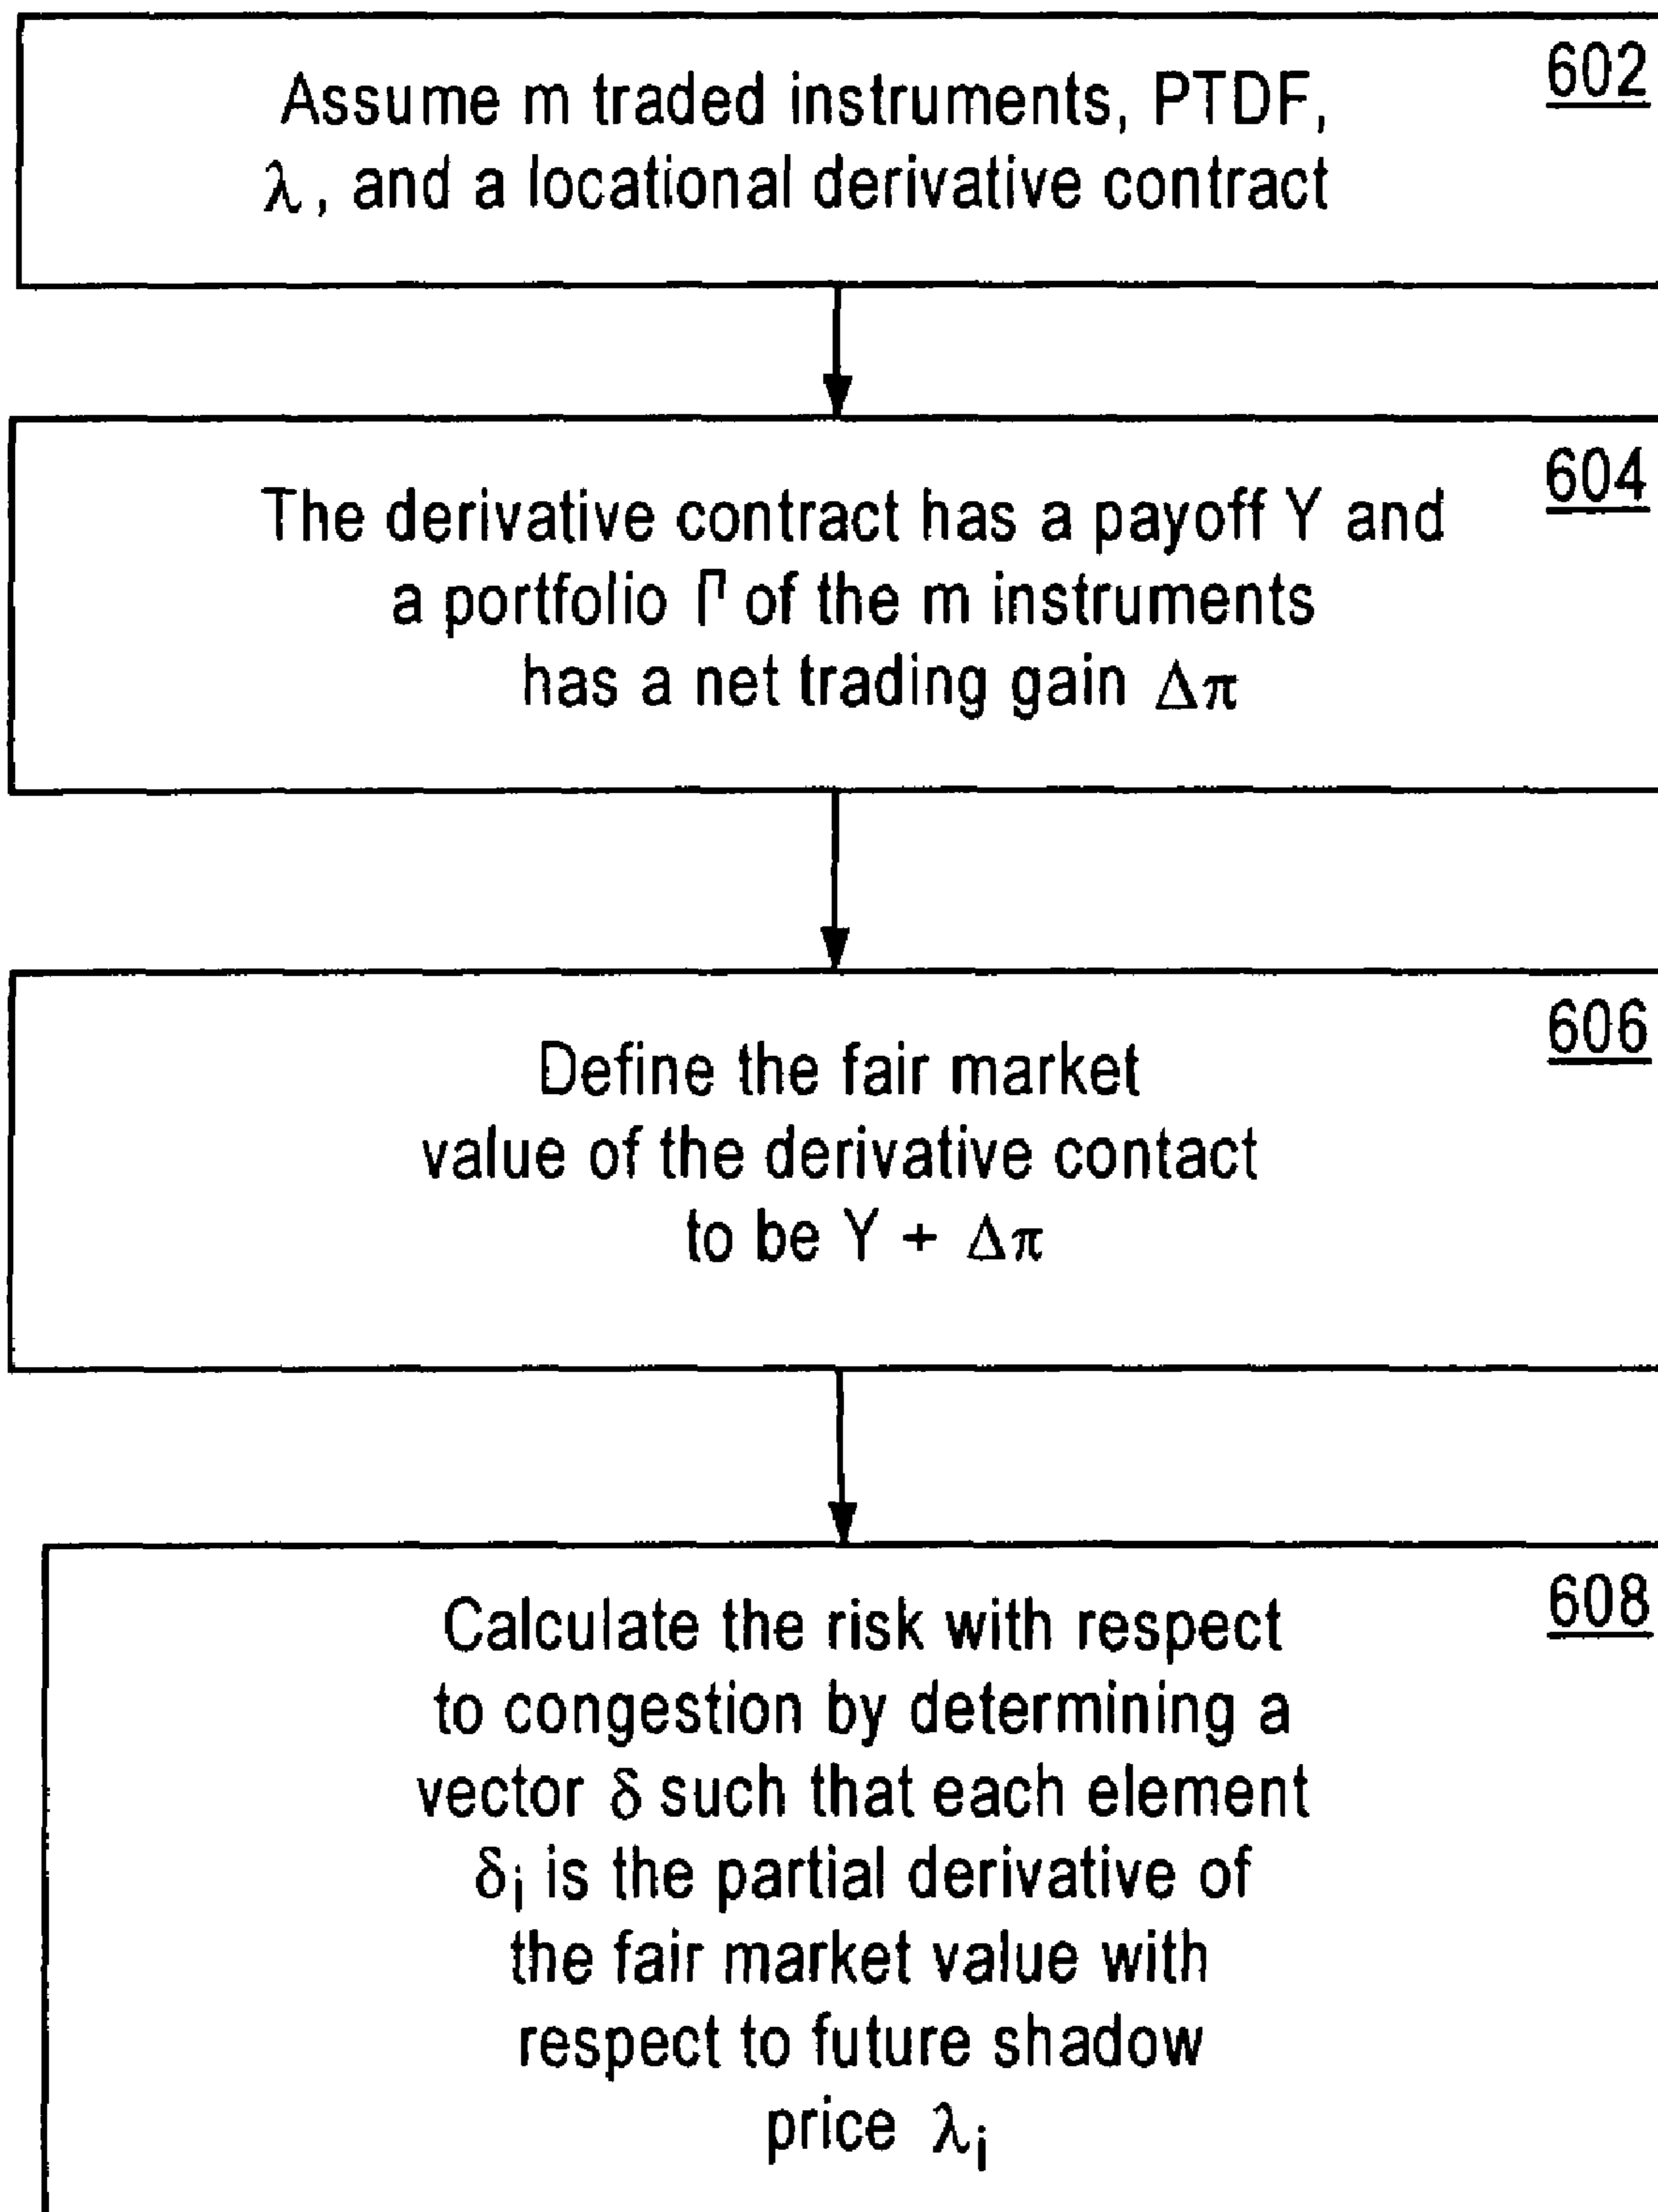 602
Assume m traded instruments, PTDF,
λ, and a locational derivative contract
604
The derivative contract has a payoff Y and
a portfolio Γ of the m instruments
has a net trading gain Δπ
606
Define the fair market
value of the derivative contact
to be Y + Δπ
608
Calculate the risk with respect
to congestion by determining a
vector δ such that each element
δi is the partial derivative of
the fair market value with
respect to future shadow
price λi